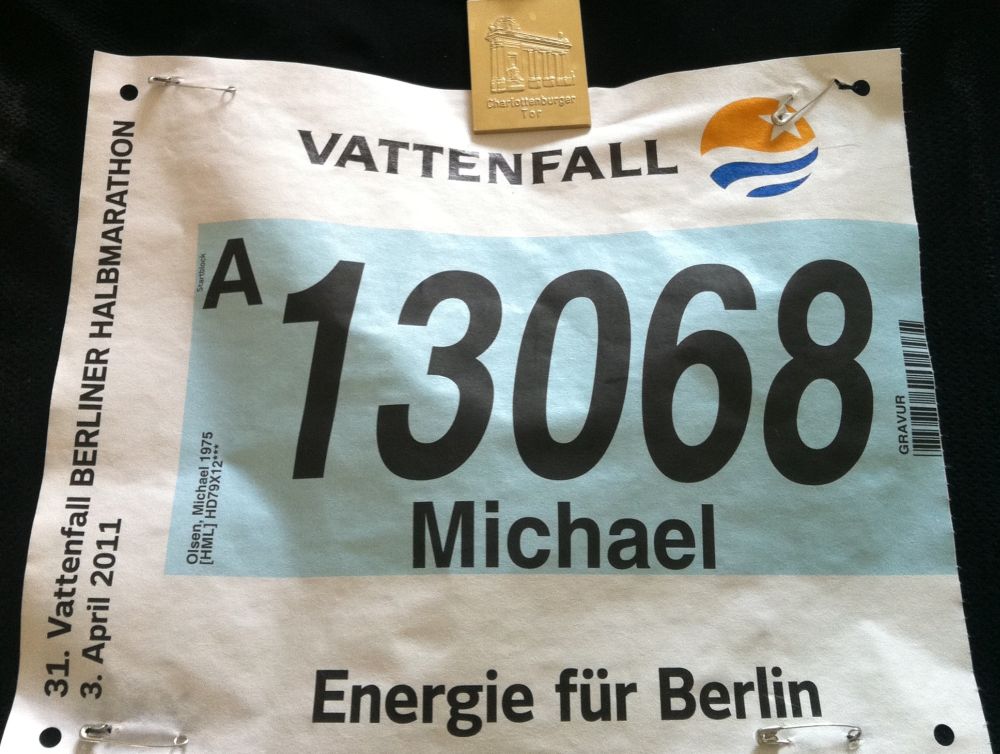 Charlottenburger
Tor
VATTENFALL
31. Vattenfall BERLINER HALBMARATHON
3. April 2011
Startblock
A
13068
Olsen, Michael 1975
[HML] HD79X12***
GRAVUR
Michael
Energie für Berlin